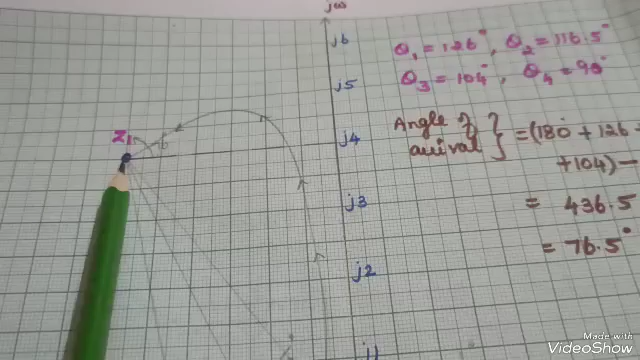 jω
j6
j5
j4
j3
j2
j1
Z1
θ1 = 126°, θ2 = 116.5°
θ3 = 104°, θ4 = 90°
Angle of
arrival } = (180° + 126.
+ 104) −
= 436.5
= 76.5°
Made with
VideoShow